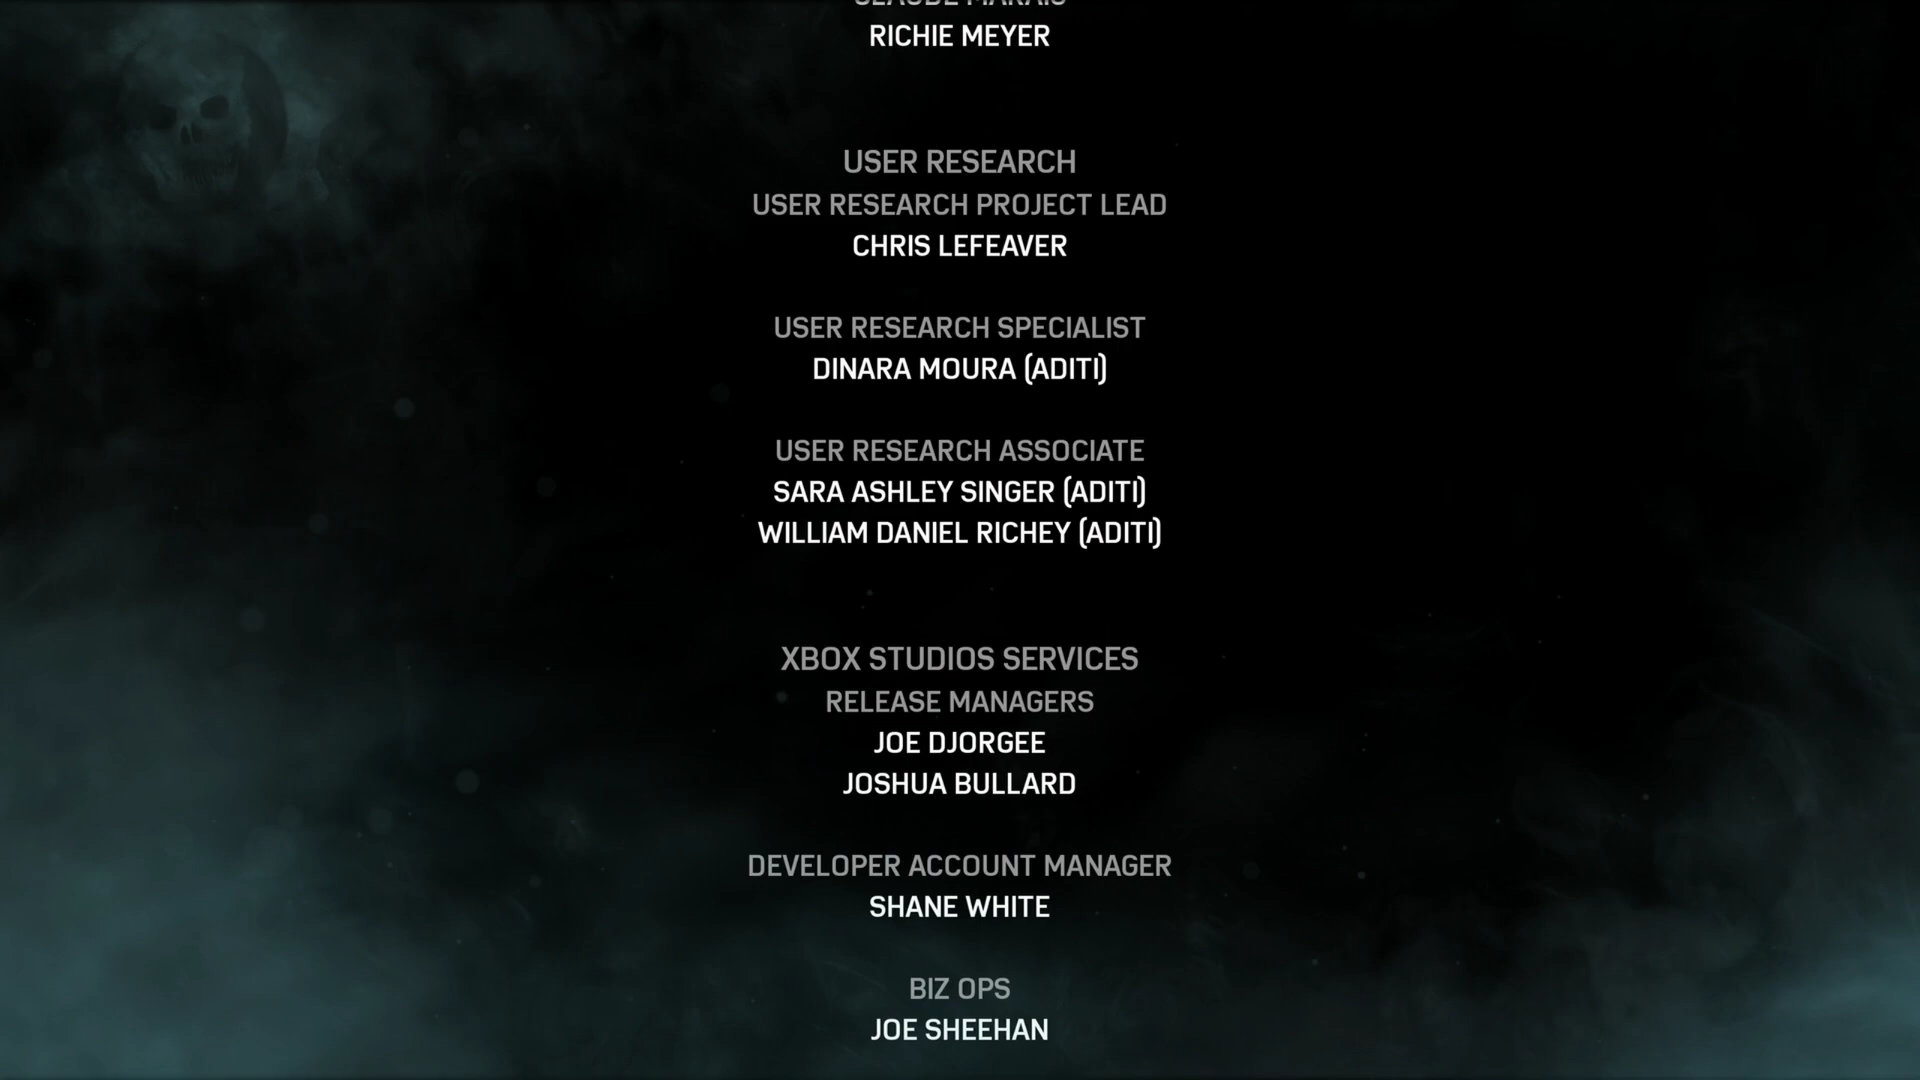 CLAUDE MARAIS
RICHIE MEYER
USER RESEARCH
USER RESEARCH PROJECT LEAD
CHRIS LEFEAVER
USER RESEARCH SPECIALIST
DINARA MOURA (ADITI)
USER RESEARCH ASSOCIATE
SARA ASHLEY SINGER (ADITI)
WILLIAM DANIEL RICHEY (ADITI)
XBOX STUDIOS SERVICES
RELEASE MANAGERS
JOE DJORGEE
JOSHUA BULLARD
DEVELOPER ACCOUNT MANAGER
SHANE WHITE
BIZ OPS
JOE SHEEHAN